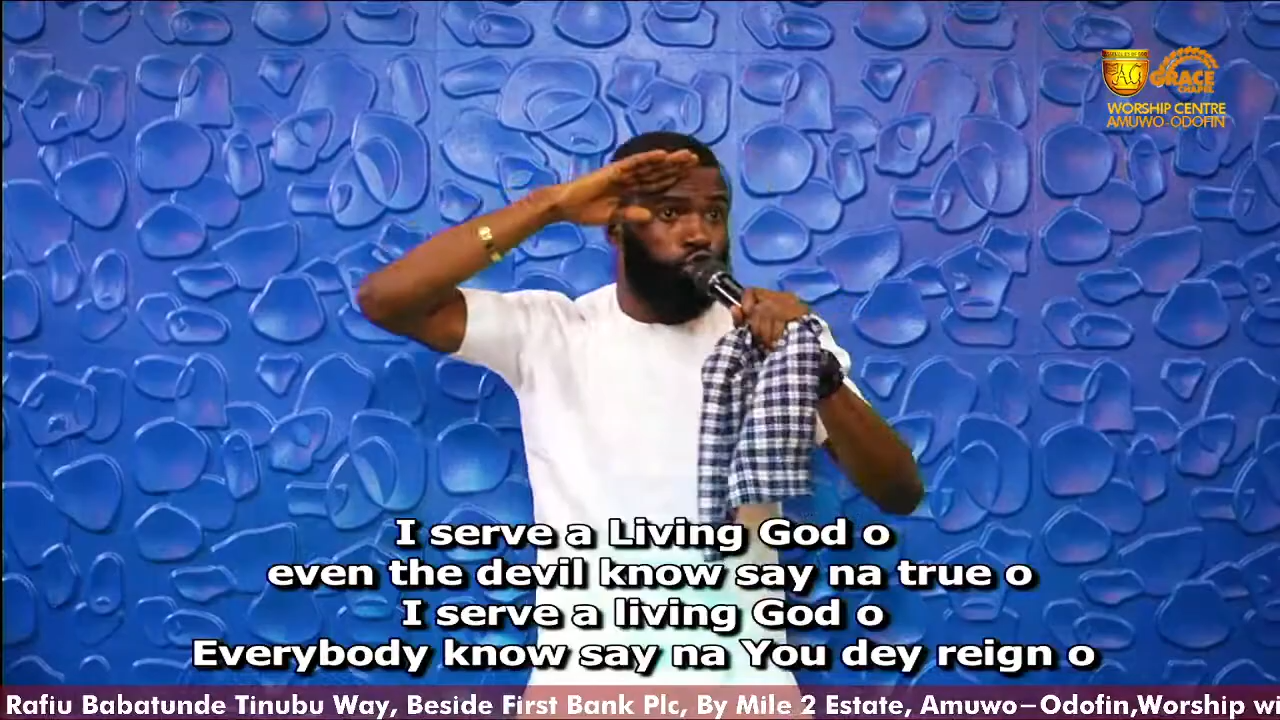 AG
GRACE
CHAPEL
WORSHIP CENTRE
AMUWO-ODOFIN
I serve a Living God o
even the devil know say na true o
I serve a living God o
Everybody know say na You dey reign o
Rafiu Babatunde Tinubu Way, Beside First Bank Plc, By Mile 2 Estate, Amuwo–Odofin,Worship wi